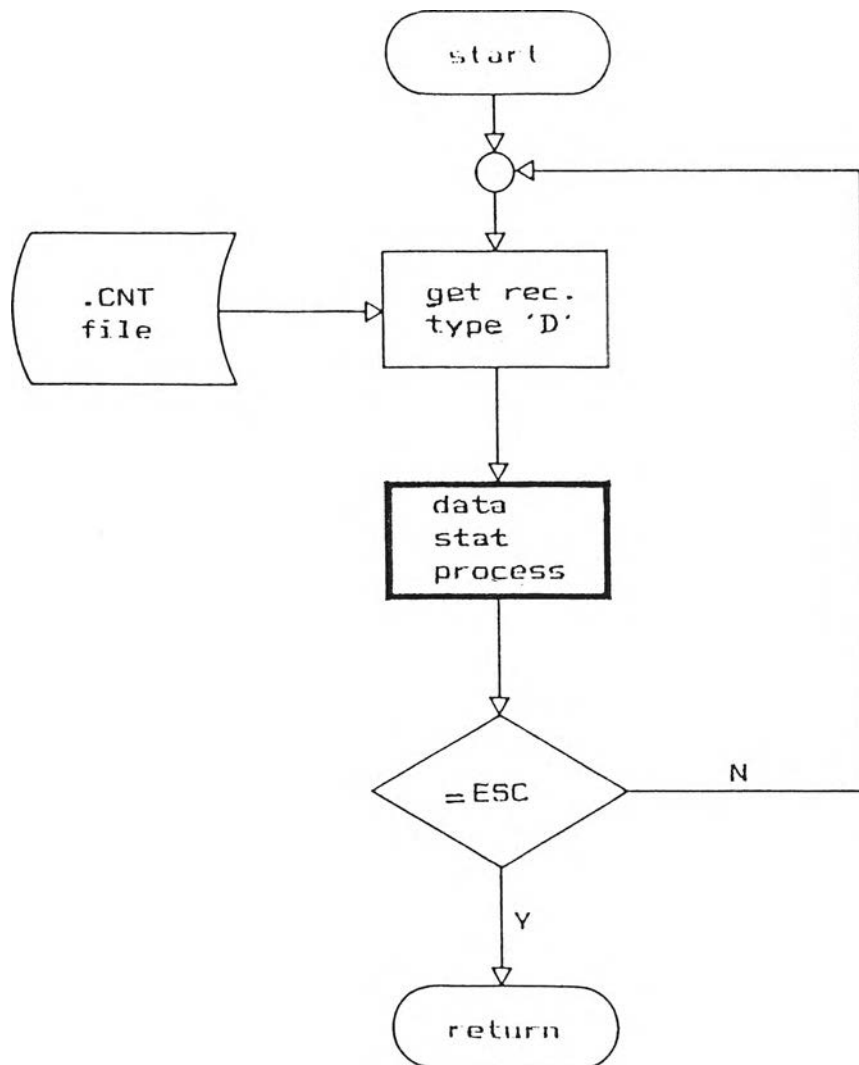 start
.CNT
file
get rec.
type 'D'
data
stat
process
=ESC
N
Y
return